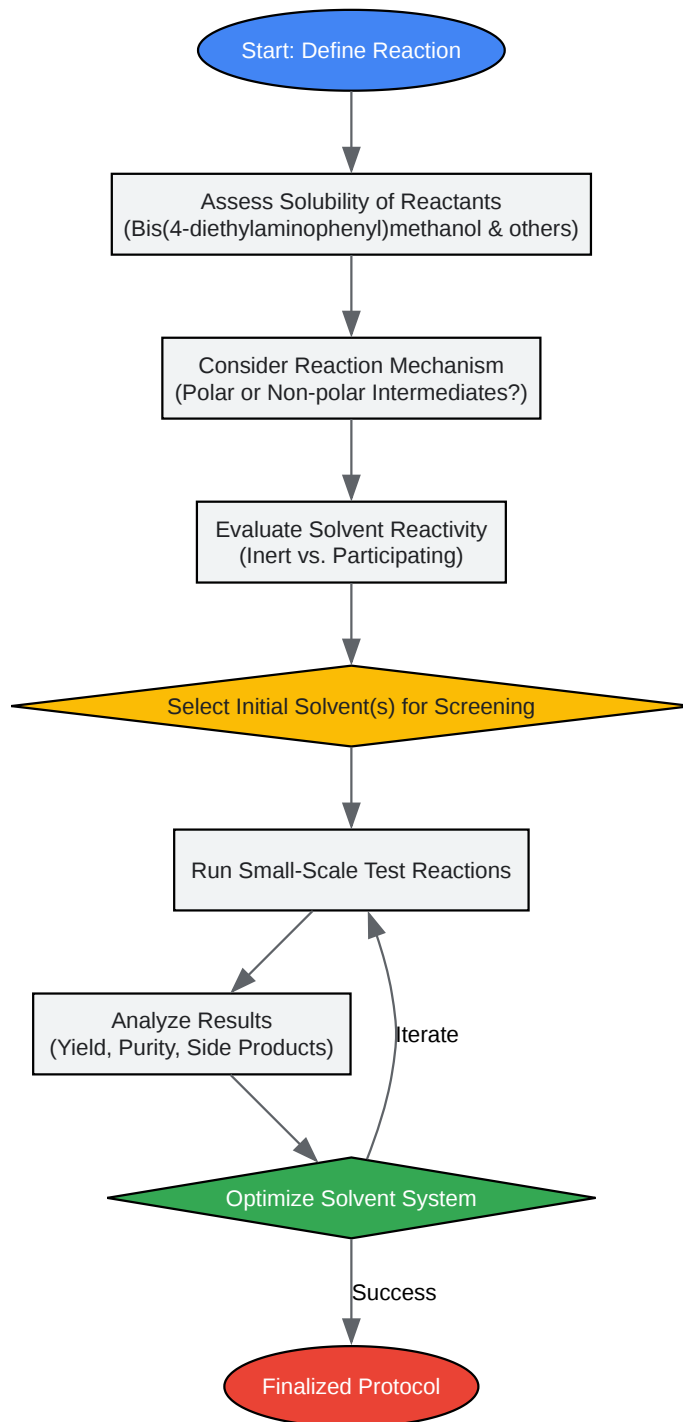 Start: Define Reaction
Assess Solubility of Reactants
(Bis(4-diethylaminophenyl)methanol & others)
Consider Reaction Mechanism
(Polar or Non-polar Intermediates?)
Evaluate Solvent Reactivity
(Inert vs. Participating)
Select Initial Solvent(s) for Screening
Run Small-Scale Test Reactions
Analyze Results
(Yield, Purity, Side Products)
Iterate
Optimize Solvent System
Success
Finalized Protocol